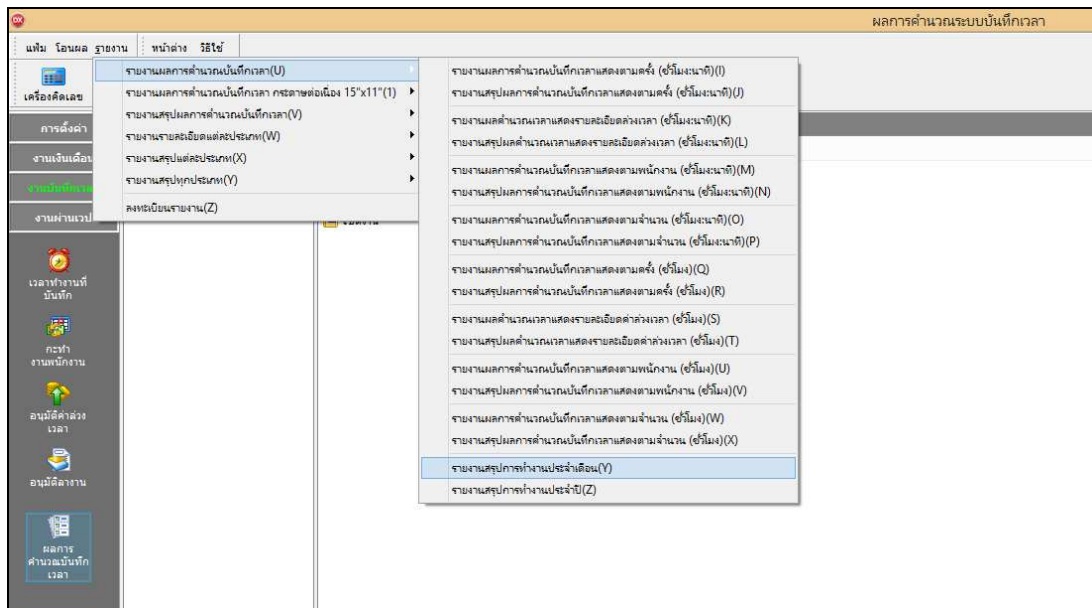 ผลการคำนวณระบบบันทึกเวลา
แฟ้ม โอนผล รายงาน หน้าต่าง วิธีใช้
เครื่องคิดเลข
การตั้งค่า
งานเงินเดือน
งานบันทึกเวลา
งานผ่านเวป
เวลาทำงานที่
บันทึก
กะทำ
งานพนักงาน
อนุมัติค่าล่วง
เวลา
อนุมัติลางาน
ผลการ
คำนวณบันทึก
เวลา
รายงานผลการคำนวณบันทึกเวลา(U)
รายงานผลการคำนวณบันทึกเวลา กระดาษต่อเนื่อง 15"x11"(1)
รายงานสรุปผลการคำนวณบันทึกเวลา(V)
รายงานรายละเอียดแต่ละประเภท(W)
รายงานสรุปแต่ละประเภท(X)
รายงานสรุปทุกประเภท(Y)
ลงทะเบียนรายงาน(Z)
รายงานผลการคำนวณบันทึกเวลาแสดงตามครั้ง (ชั่วโมง:นาที)(I)
รายงานสรุปผลการคำนวณบันทึกเวลาแสดงตามครั้ง (ชั่วโมง:นาที)(J)
รายงานผลคำนวณเวลาแสดงรายละเอียดล่วงเวลา (ชั่วโมง:นาที)(K)
รายงานสรุปผลคำนวณเวลาแสดงรายละเอียดล่วงเวลา (ชั่วโมง:นาที)(L)
รายงานผลการคำนวณบันทึกเวลาแสดงตามพนักงาน (ชั่วโมง:นาที)(M)
รายงานสรุปผลการคำนวณบันทึกเวลาแสดงตามพนักงาน (ชั่วโมง:นาที)(N)
รายงานผลการคำนวณบันทึกเวลาแสดงตามจำนวน (ชั่วโมง:นาที)(O)
รายงานสรุปผลการคำนวณบันทึกเวลาแสดงตามจำนวน (ชั่วโมง:นาที)(P)
รายงานผลการคำนวณบันทึกเวลาแสดงตามครั้ง (ชั่วโมง)(Q)
รายงานสรุปผลการคำนวณบันทึกเวลาแสดงตามครั้ง (ชั่วโมง)(R)
รายงานผลคำนวณเวลาแสดงรายละเอียดค่าล่วงเวลา (ชั่วโมง)(S)
รายงานสรุปผลคำนวณเวลาแสดงรายละเอียดค่าล่วงเวลา (ชั่วโมง)(T)
รายงานผลการคำนวณบันทึกเวลาแสดงตามพนักงาน (ชั่วโมง)(U)
รายงานสรุปผลการคำนวณบันทึกเวลาแสดงตามพนักงาน (ชั่วโมง)(V)
รายงานผลการคำนวณบันทึกเวลาแสดงตามจำนวน (ชั่วโมง)(W)
รายงานสรุปผลการคำนวณบันทึกเวลาแสดงตามจำนวน (ชั่วโมง)(X)
รายงานสรุปการทำงานประจำเดือน(Y)
รายงานสรุปการทำงานประจำปี(Z)